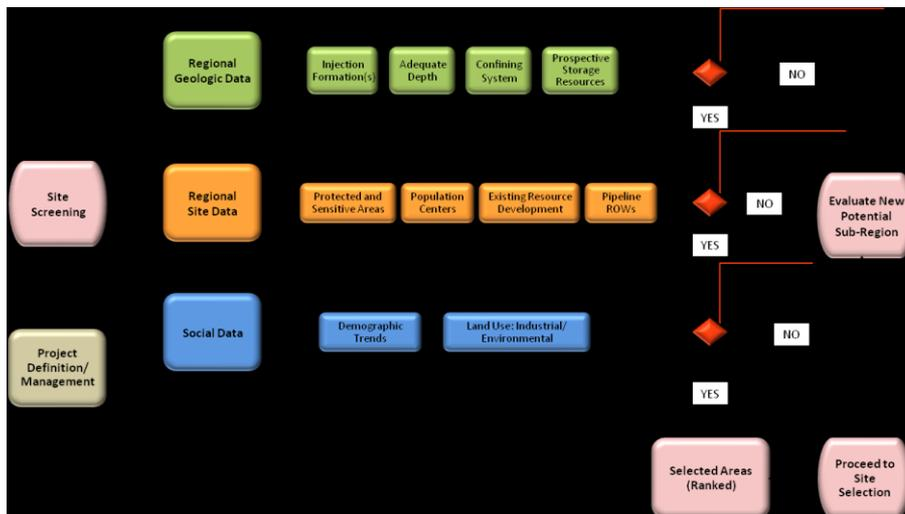 Regional
Geologic Data
Injection
Formation(s)
Adequate
Depth
Confining
System
Prospective
Storage
Resources
NO
YES
Site
Screening
Regional
Site Data
Protected and
Sensitive Areas
Population
Centers
Existing Resource
Development
Pipeline
ROWs
NO
YES
Evaluate New
Potential
Sub-Region
Project
Definition/
Management
Social Data
Demographic
Trends
Land Use: Industrial/
Environmental
NO
YES
Selected Areas
(Ranked)
Proceed to
Site
Selection